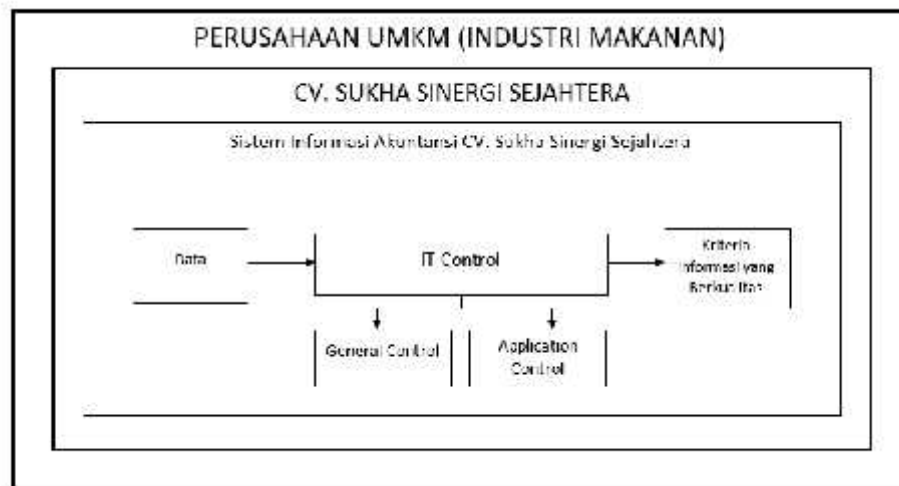 PERUSAHAAN UMKM (INDUSTRI MAKANAN)
CV. SUKHA SINERGI SEJAHTERA
Sistem Informasi Akuntansi CV. Sukha Sinergi Sejahtera
Data
IT Control
Kriteria
Informasi yang
Berkualitas
General Control
Application
Control